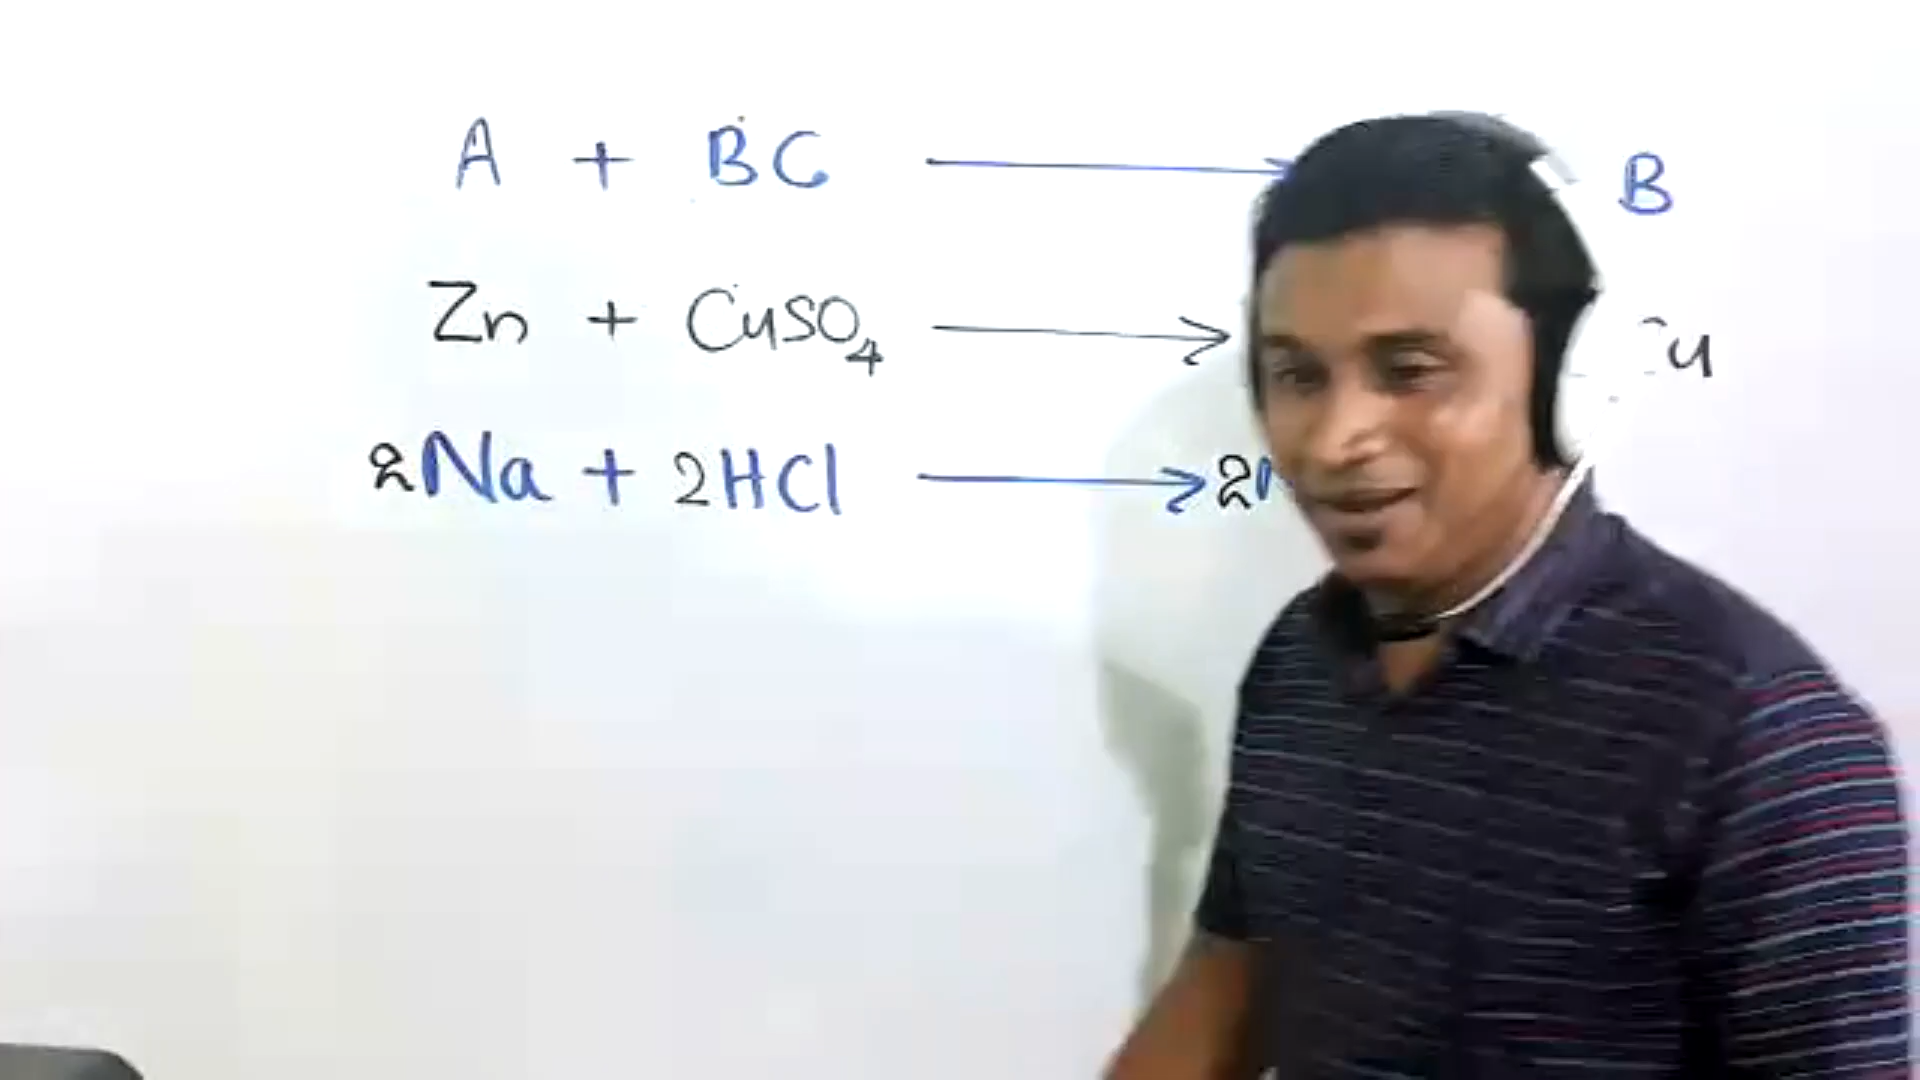 A + BC → B
Zn + CuSO₄ → Cu
2Na + 2HCl → 2